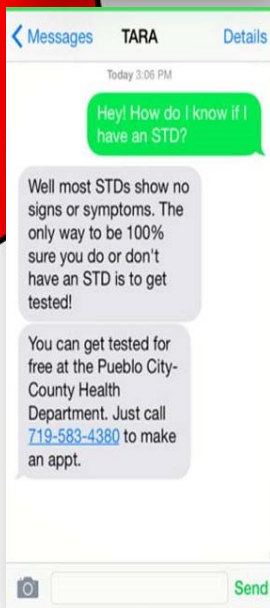 Messages TARA Details
Today 3:06 PM
Hey! How do I know if I
have an STD?
Well most STDs show no
signs or symptoms. The
only way to be 100%
sure you do or don't
have an STD is to get
tested!
You can get tested for
free at the Pueblo City-
County Health
Department. Just call
719-583-4380 to make
an appt.
Send